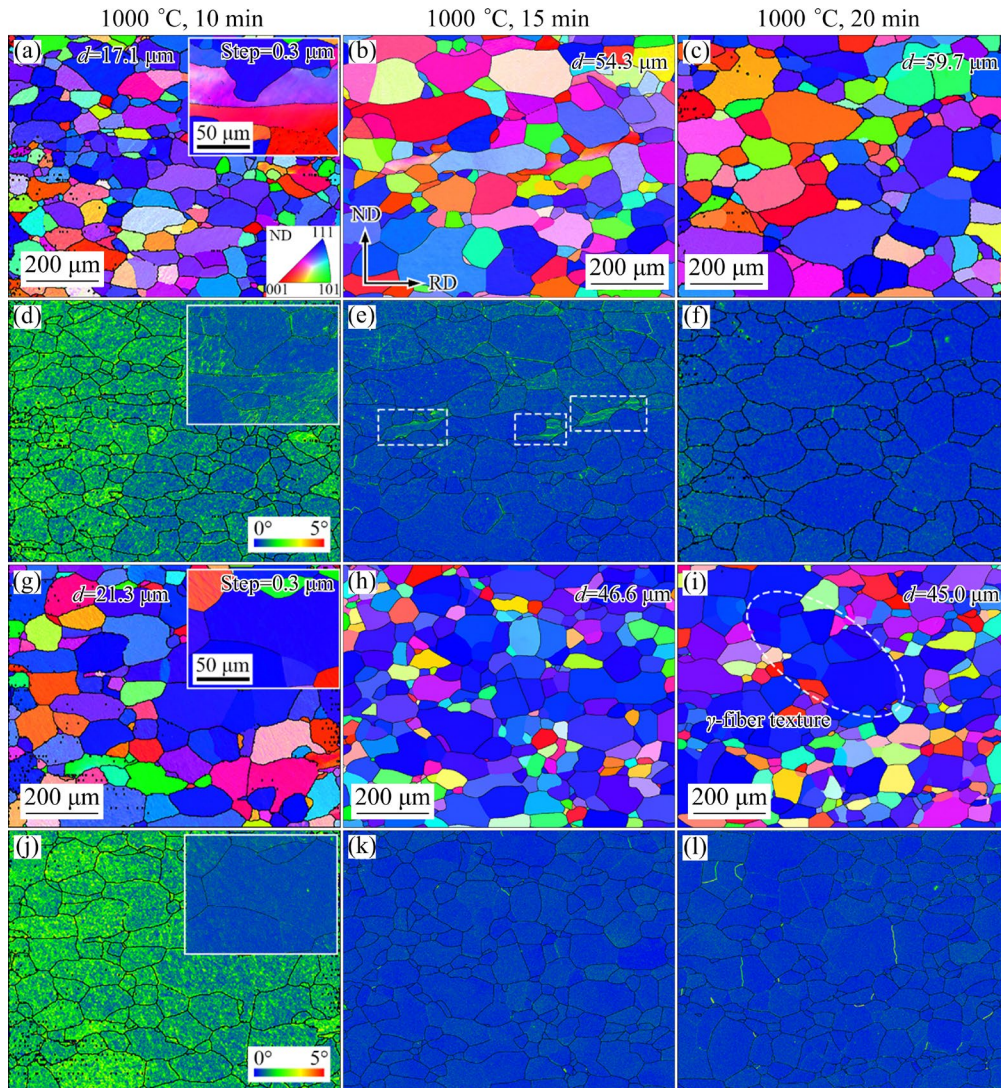 1000 °C, 10 min
1000 °C, 15 min
1000 °C, 20 min
(a)
d=17.1 μm
Step=0.3 μm
50 μm
200 μm
ND
111
001
101
(b)
d=54.3 μm
ND
RD
200 μm
(c)
d=59.7 μm
200 μm
(d)
0°
5°
(e)
(f)
(g)
d=21.3 μm
Step=0.3 μm
50 μm
200 μm
(h)
d=46.6 μm
200 μm
(i)
d=45.0 μm
γ-fiber texture
200 μm
(j)
0°
5°
(k)
(l)